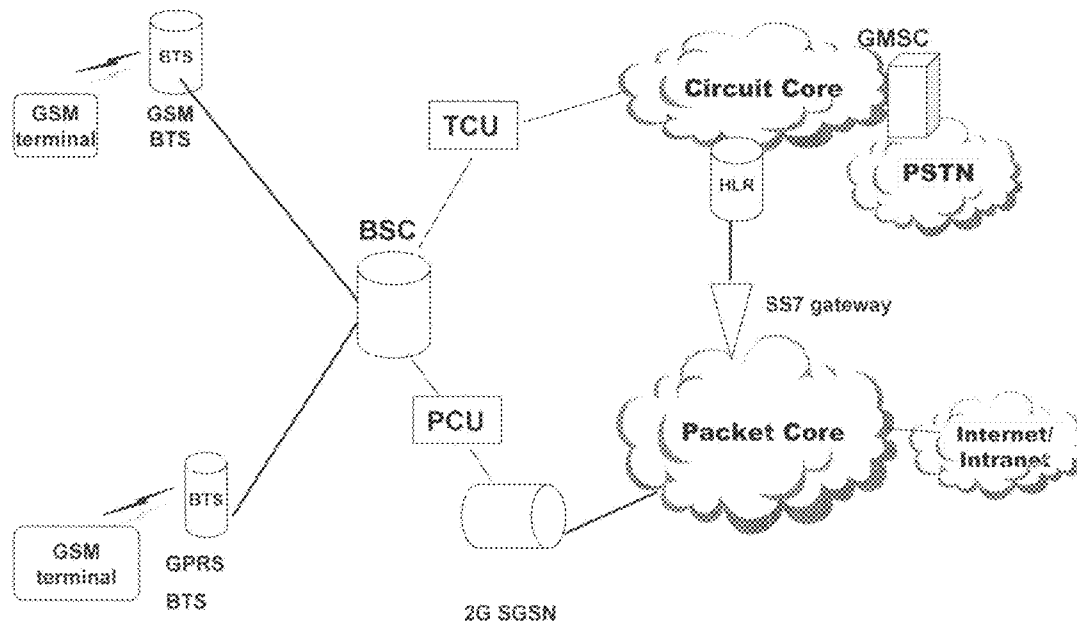 BTS
GSM
terminal
GSM
BTS
TCU
Circuit Core
GMSC
PSTN
HLR
BSC
SS7 gateway
PCU
Packet Core
Internet/
Intranet
BTS
GSM
terminal
GPRS
BTS
2G SGSN